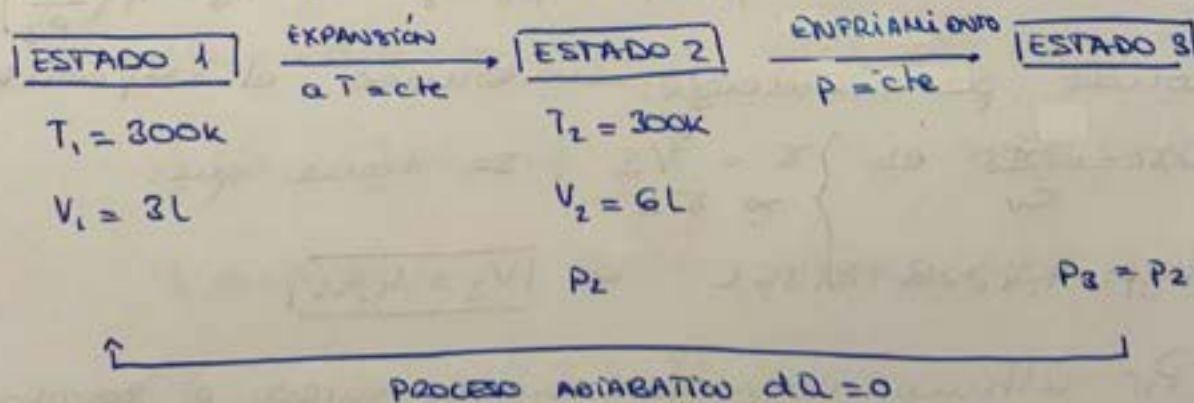 ESTADO 1 EXPANSIÓN a T = cte ESTADO 2 ENFRIAMIENTO p = cte ESTADO 3
T₁ = 300K T₂ = 300K
V₁ = 3L V₂ = 6L
P₂ P₃ = P₂
PROCESO ADIABATICO dQ = 0